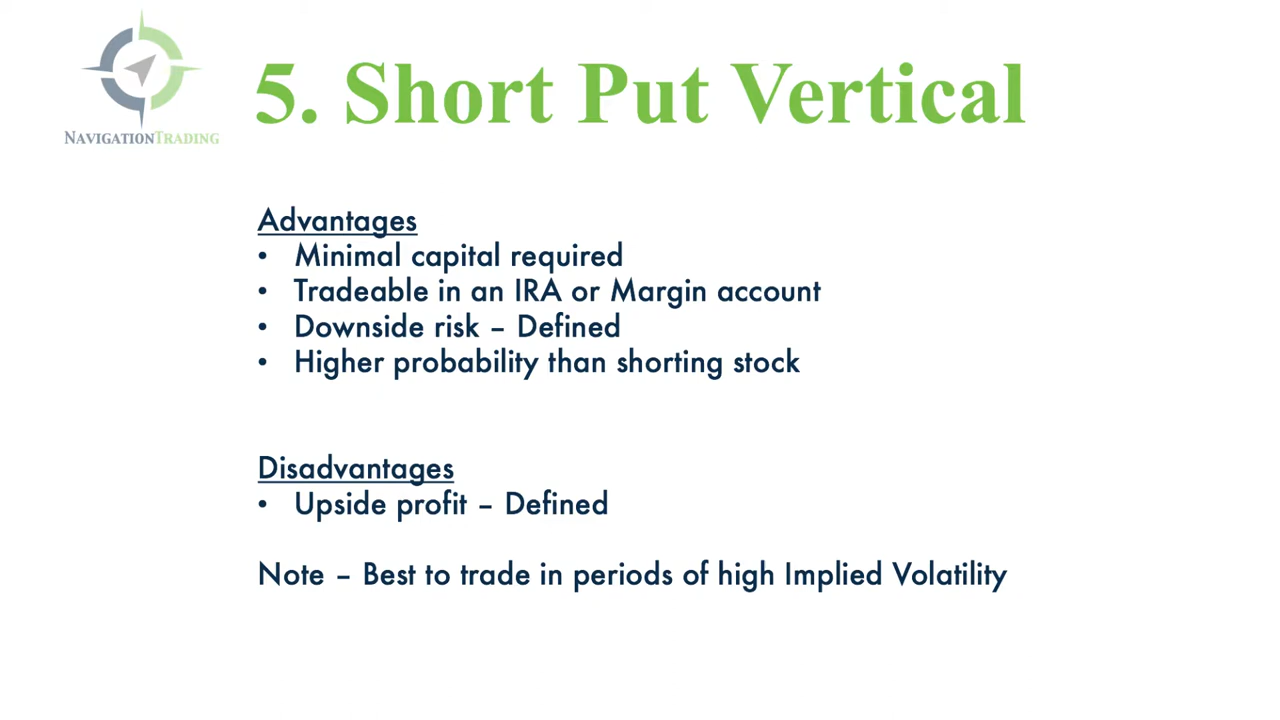 NAVIGATIONTRADING
5. Short Put Vertical
Advantages
• Minimal capital required
• Tradeable in an IRA or Margin account
• Downside risk – Defined
• Higher probability than shorting stock
Disadvantages
• Upside profit – Defined
Note – Best to trade in periods of high Implied Volatility